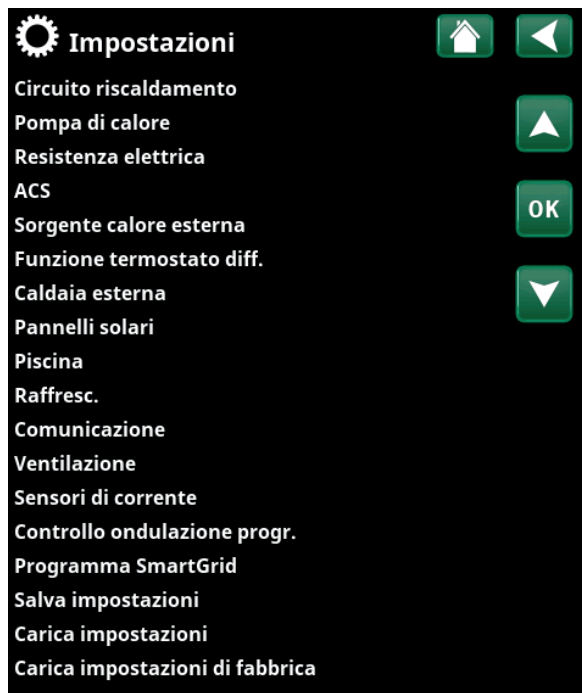 Impostazioni
Circuito riscaldamento
Pompa di calore
Resistenza elettrica
ACS
Sorgente calore esterna
OK
Funzione termostato diff.
Caldaia esterna
Pannelli solari
Piscina
Raffresc.
Comunicazione
Ventilazione
Sensori di corrente
Controllo ondulazione progr.
Programma SmartGrid
Salva impostazioni
Carica impostazioni
Carica impostazioni di fabbrica